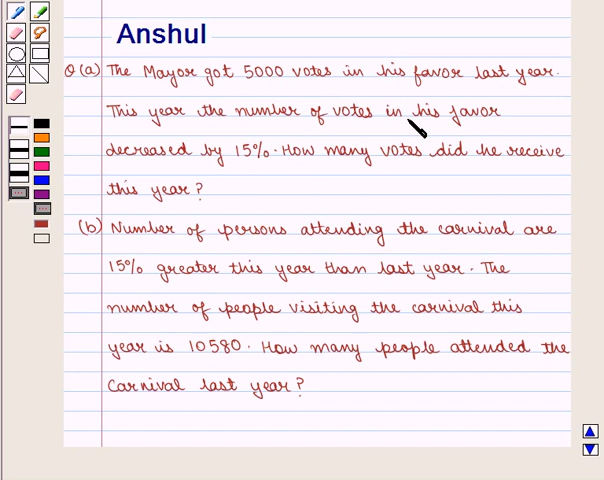 Anshul
Q (a) The Mayor got 5000 votes in his favor last year.
This year the number of votes in his favor
decreased by 15%. How many votes did he receive
this year?
(b) Number of persons attending the carnival are
15% greater this year than last year. The
number of people visiting the carnival this
year is 10580. How many people attended the
carnival last year?